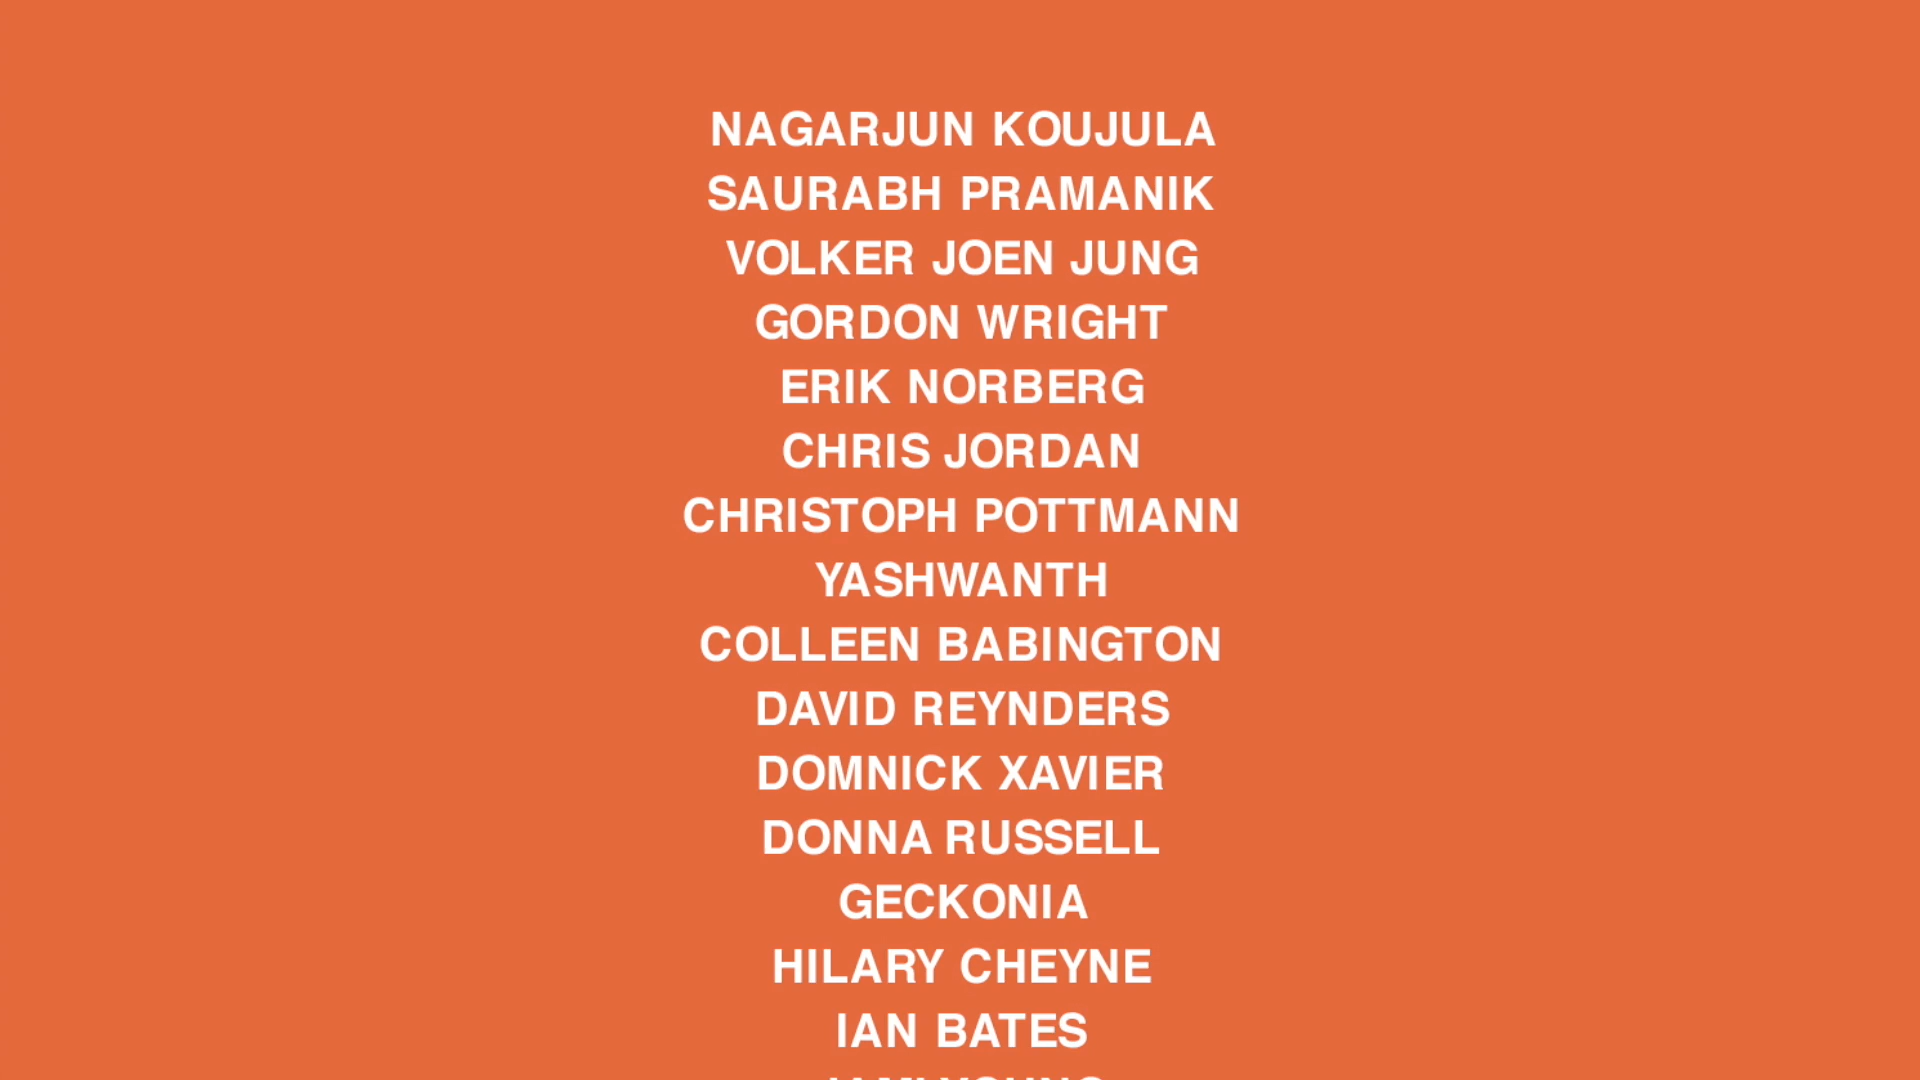 NAGARJUN KOUJULA
SAURABH PRAMANIK
VOLKER JOEN JUNG
GORDON WRIGHT
ERIK NORBERG
CHRIS JORDAN
CHRISTOPH POTTMANN
YASHWANTH
COLLEEN BABINGTON
DAVID REYNDERS
DOMNICK XAVIER
DONNA RUSSELL
GECKONIA
HILARY CHEYNE
IAN BATES